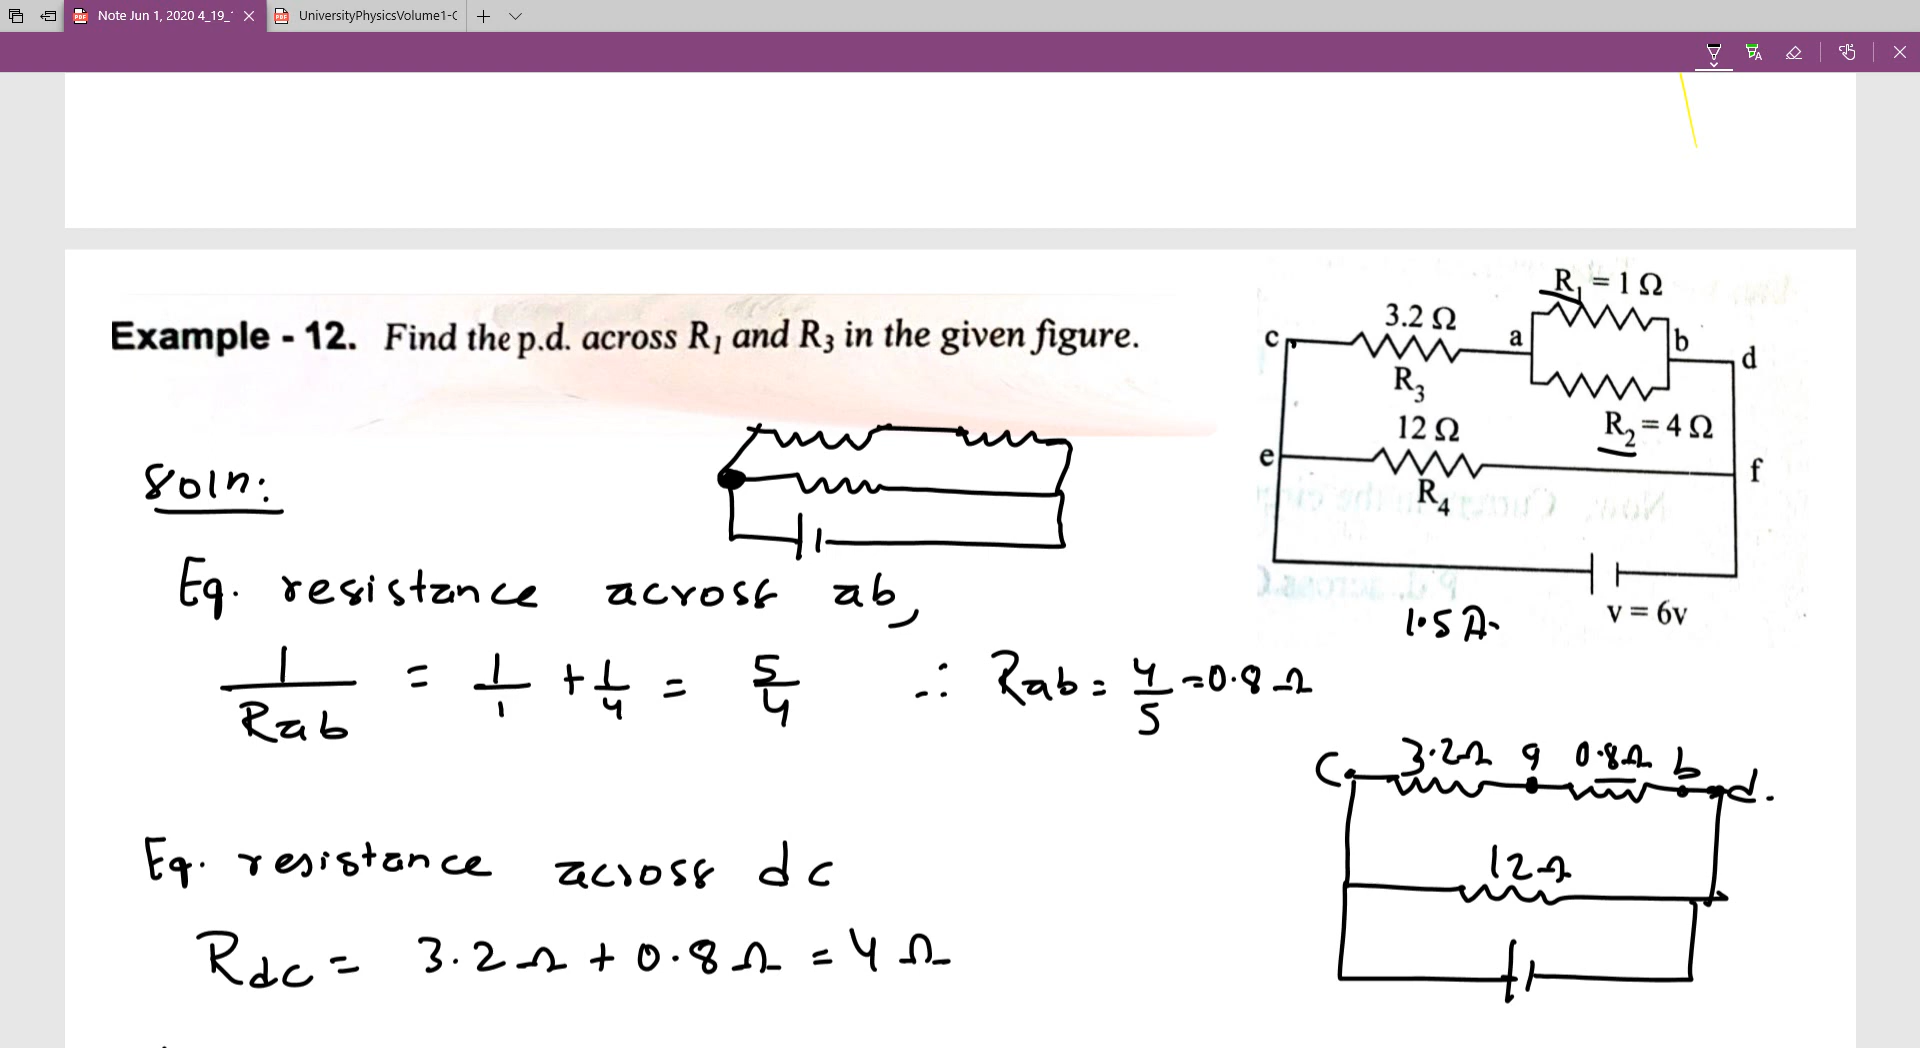 Note Jun 1, 2020 4_19_
UniversityPhysicsVolume1-C
Example - 12. Find the p.d. across R₁ and R₃ in the given figure.
R₁ = 1 Ω
3.2 Ω
c
a
b
d
R₃
12 Ω
R₂ = 4 Ω
e
f
R₄
v = 6v
1.5 A
Soln:
Eq. resistance across ab,
1/Rab = 1/1 + 1/4 = 5/4 ∴ Rab = 4/5 = 0.8 Ω
C 3.2Ω a 0.8Ω b d.
12Ω
Eq. resistance across dc
Rdc = 3.2 Ω + 0.8 Ω = 4 Ω